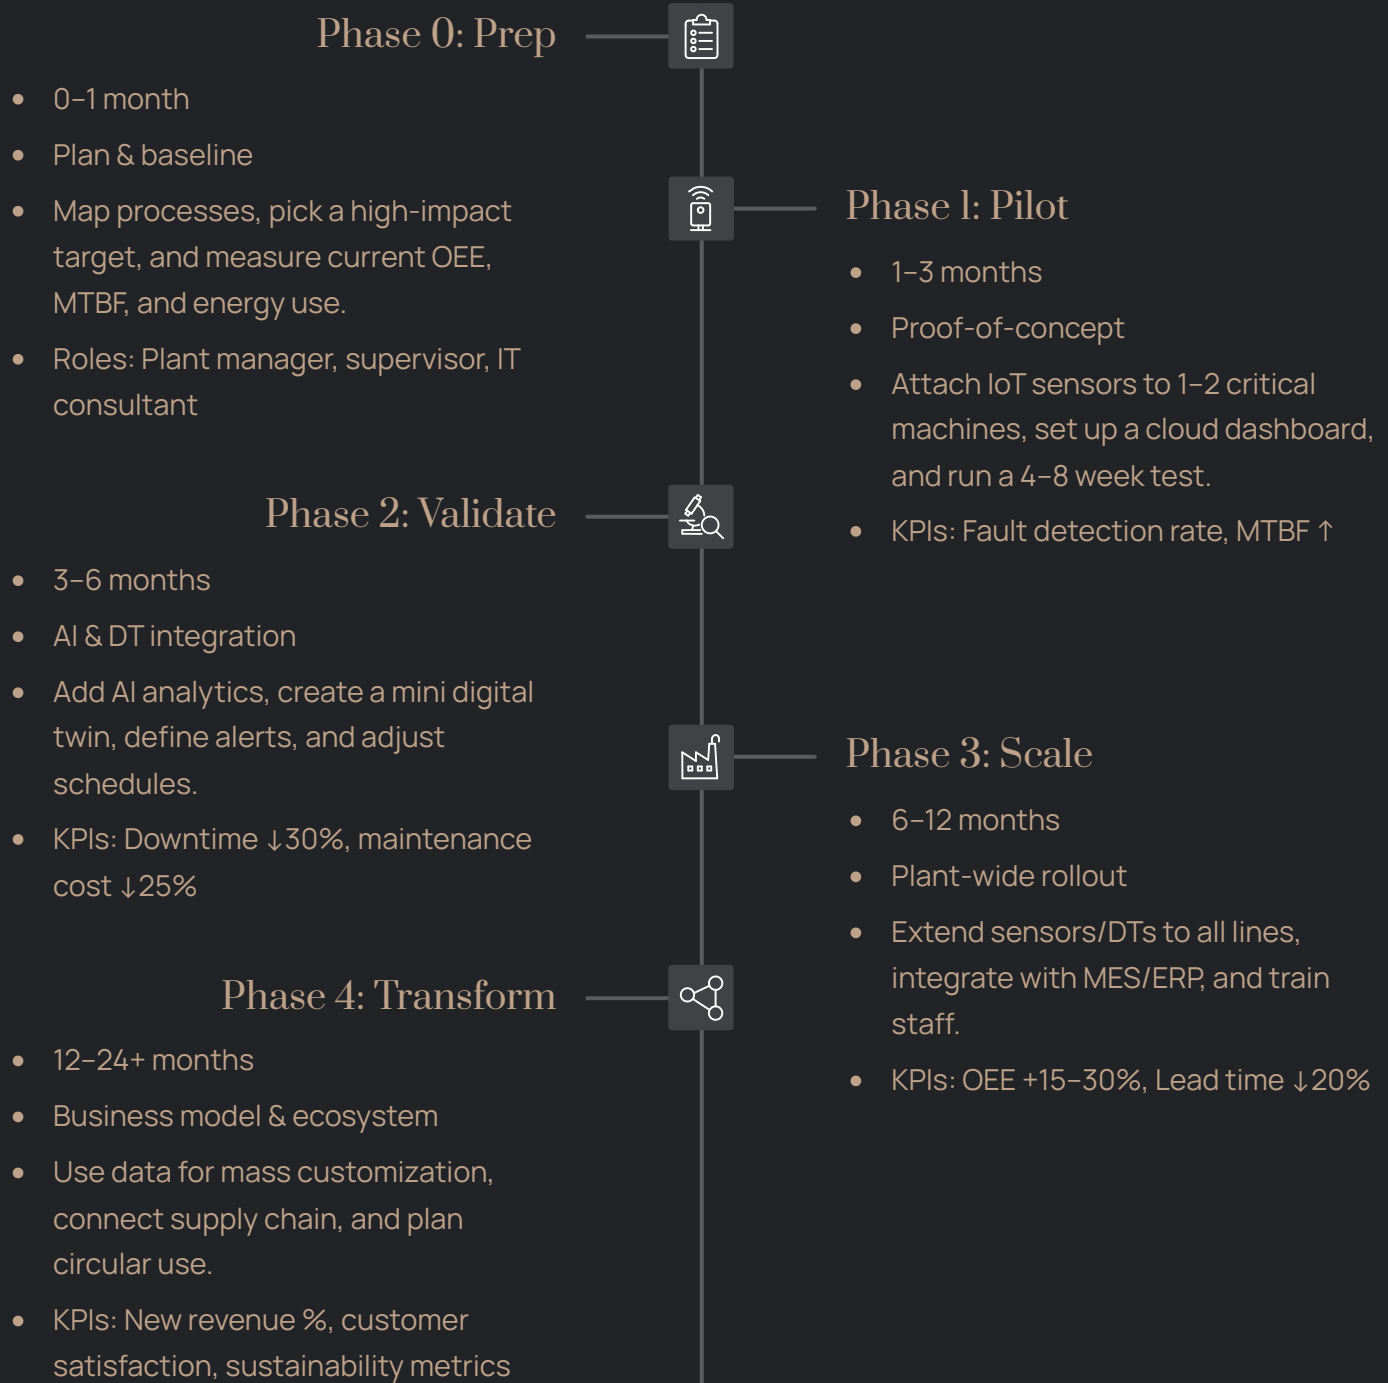 Phase 0: Prep
0–1 month
Plan & baseline
Map processes, pick a high-impact
target, and measure current OEE,
MTBF, and energy use.
Roles: Plant manager, supervisor, IT
consultant
Phase 1: Pilot
1–3 months
Proof-of-concept
Attach IoT sensors to 1–2 critical
machines, set up a cloud dashboard,
and run a 4–8 week test.
KPIs: Fault detection rate, MTBF ↑
Phase 2: Validate
3–6 months
AI & DT integration
Add AI analytics, create a mini digital
twin, define alerts, and adjust
schedules.
KPIs: Downtime ↓30%, maintenance
cost ↓25%
Phase 3: Scale
6–12 months
Plant-wide rollout
Extend sensors/DTs to all lines,
integrate with MES/ERP, and train
staff.
KPIs: OEE +15–30%, Lead time ↓20%
Phase 4: Transform
12–24+ months
Business model & ecosystem
Use data for mass customization,
connect supply chain, and plan
circular use.
KPIs: New revenue %, customer
satisfaction, sustainability metrics